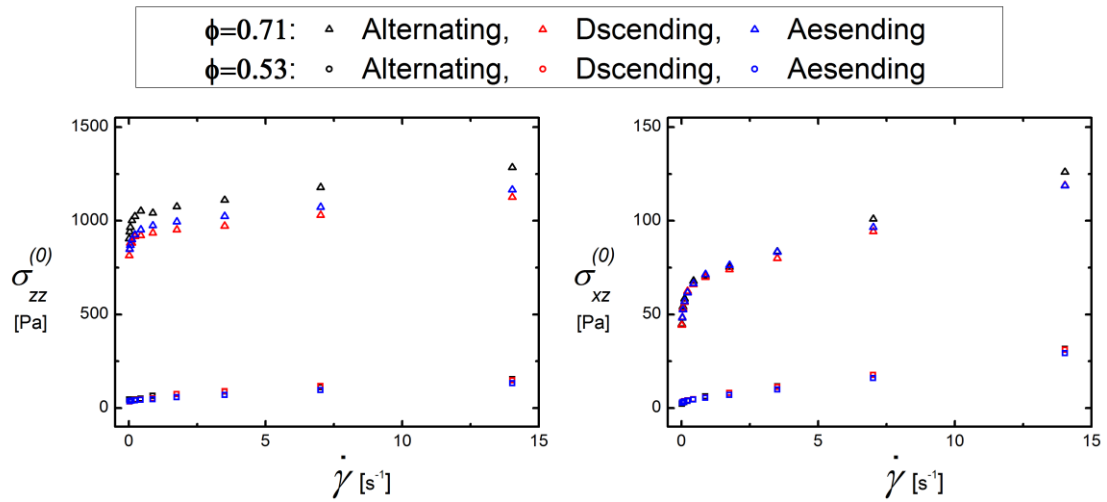 ϕ=0.71: Alternating, Dscending, Aesending
ϕ=0.53: Alternating, Dscending, Aesending
1500
1000
500
0
σzz(0)
[Pa]
0 5 10 15
γ̇ [s-1]
150
100
50
0
σxz(0)
[Pa]
0 5 10 15
γ̇ [s-1]